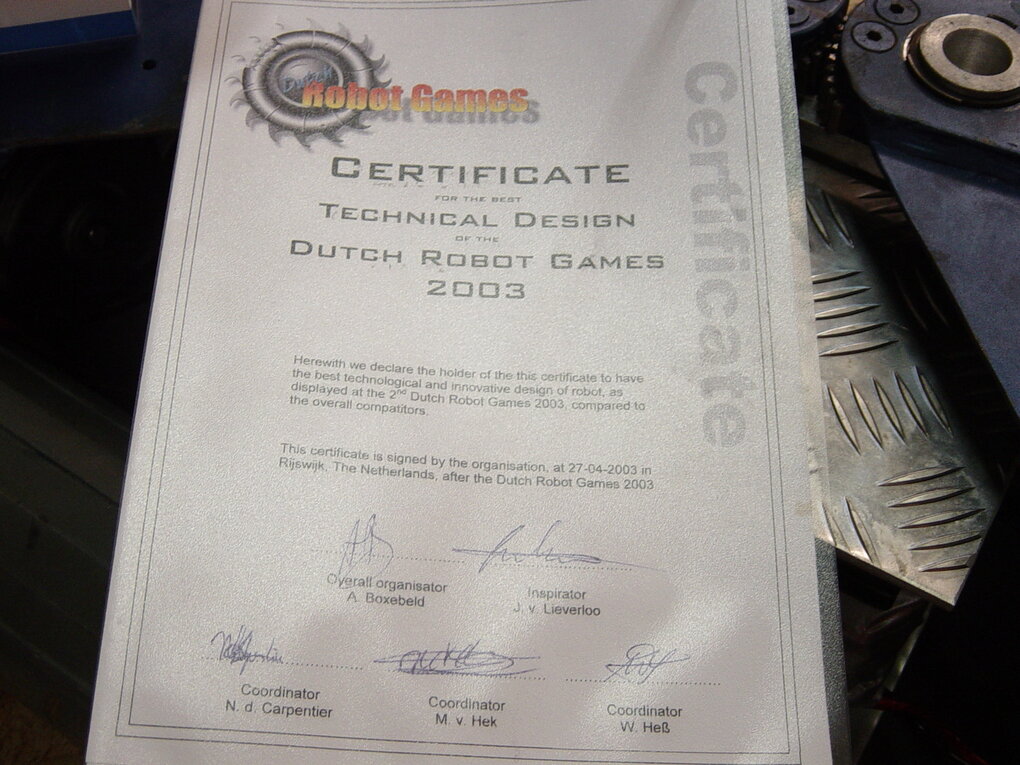 Dutch
Robot Games
Certificate
CERTIFICATE
FOR THE BEST
TECHNICAL DESIGN
OF THE
DUTCH ROBOT GAMES
2003
Herewith we declare the holder of the this certificate to have
the best technological and innovative design of robot, as
displayed at the 2nd Dutch Robot Games 2003, compared to
the overall compatitors.
This certificate is signed by the organisation, at 27-04-2003 in
Rijswijk, The Netherlands, after the Dutch Robot Games 2003
Overall organisator
A. Boxebeld
Inspirator
J. v. Lieverloo
Coordinator
N. d. Carpentier
Coordinator
M. v. Hek
Coordinator
W. Heß